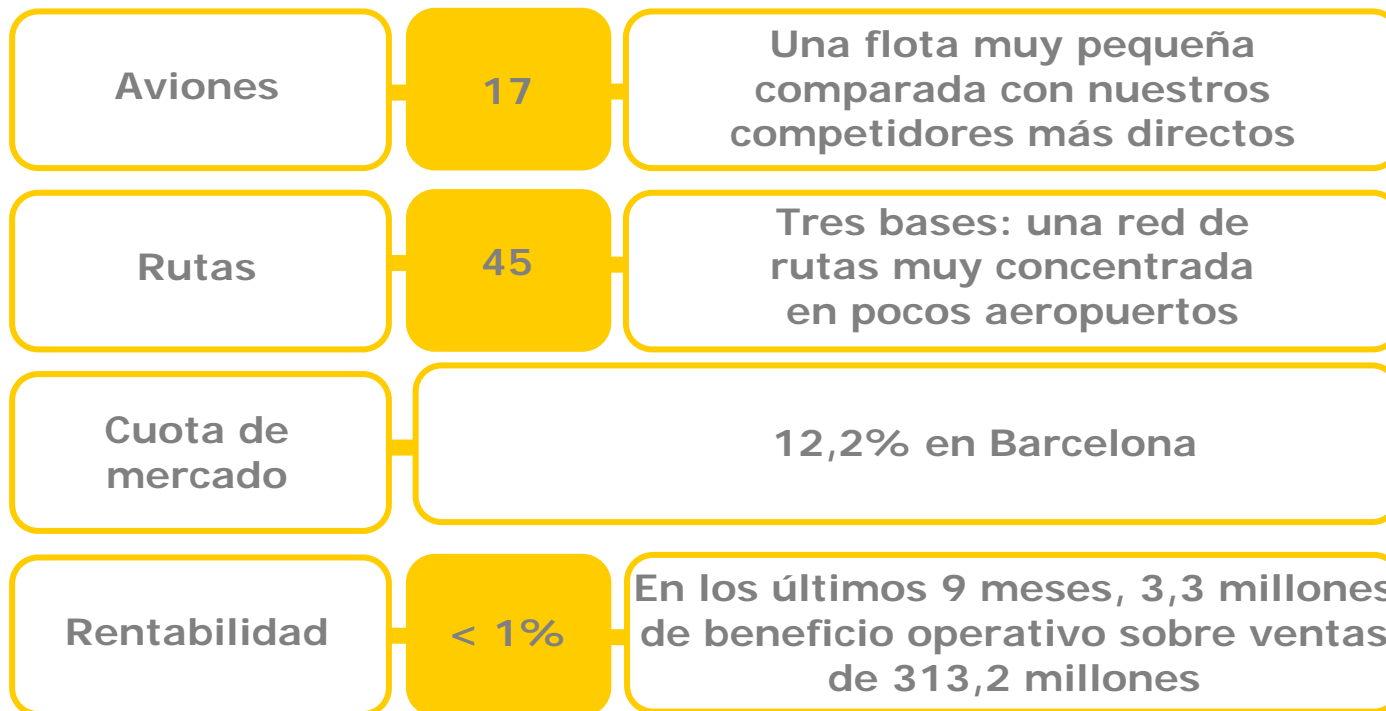 Aviones
17
Una flota muy pequeña
comparada con nuestros
competidores más directos
Rutas
45
Tres bases: una red de
rutas muy concentrada
en pocos aeropuertos
Cuota de
mercado
12,2% en Barcelona
Rentabilidad
< 1%
En los últimos 9 meses, 3,3 millones
de beneficio operativo sobre ventas
de 313,2 millones